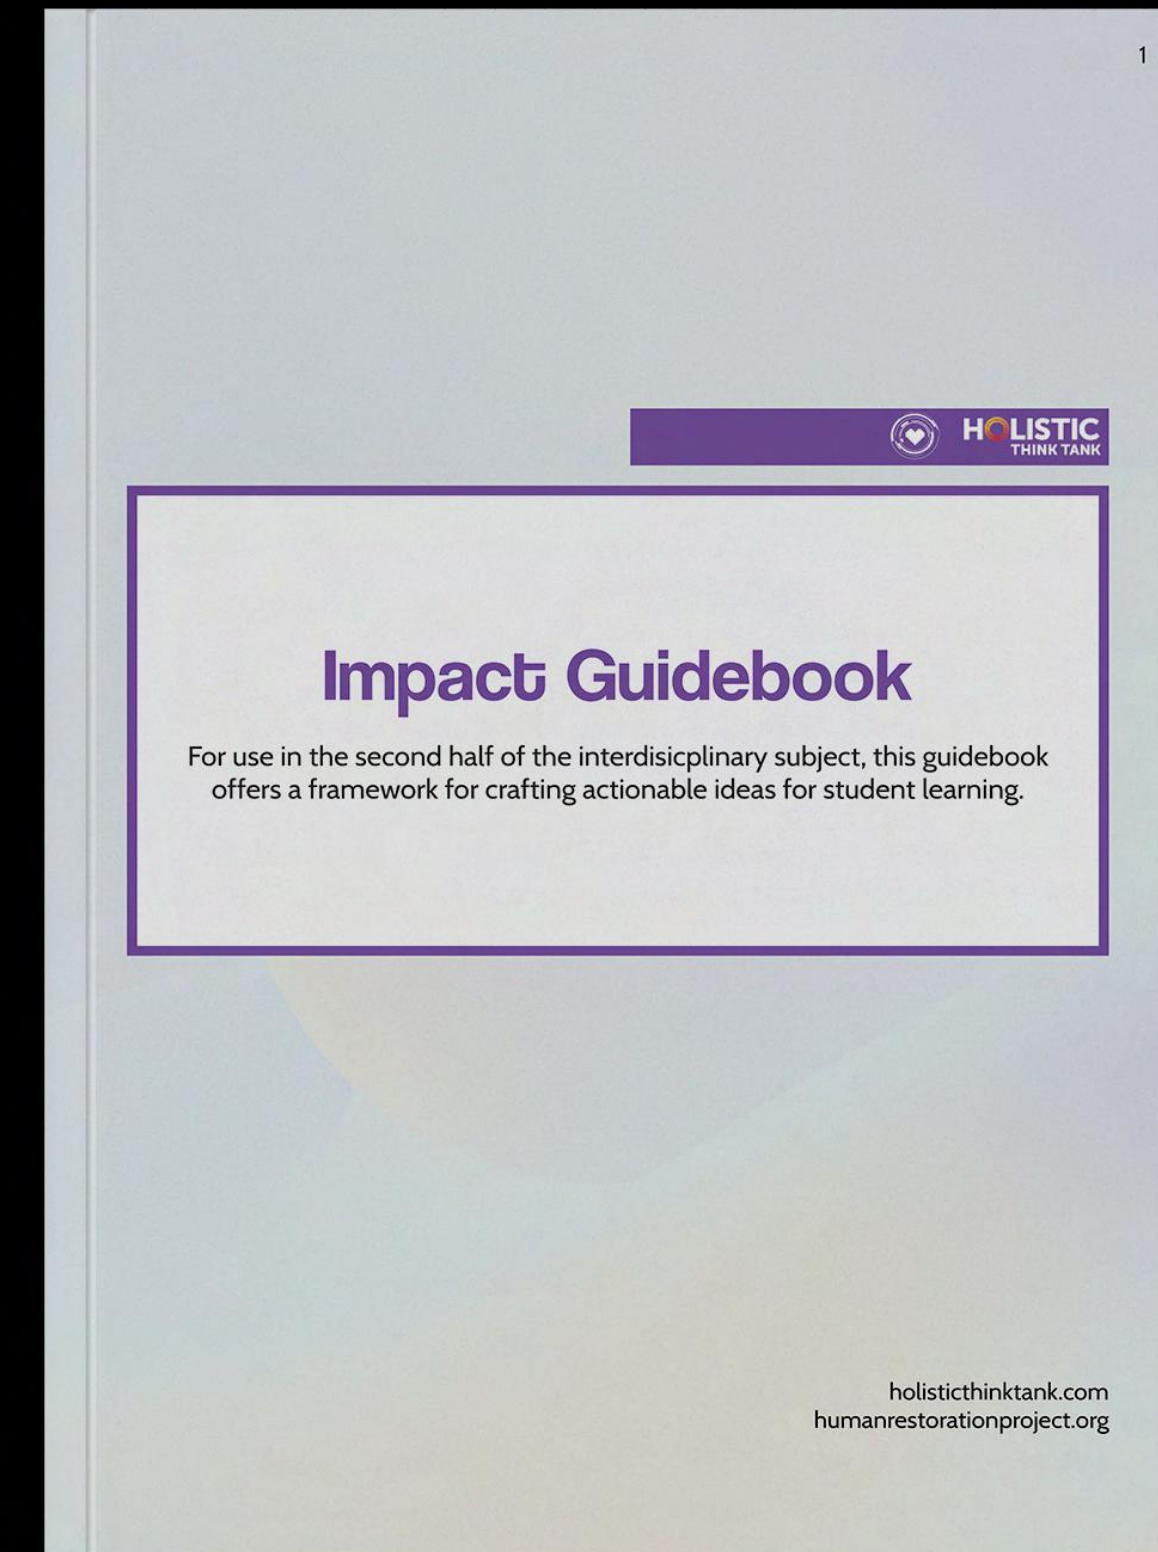 1
HOLISTIC
THINK TANK
Impact Guidebook
For use in the second half of the interdisicplinary subject, this guidebook
offers a framework for crafting actionable ideas for student learning.
holisticthinktank.com
humanrestorationproject.org